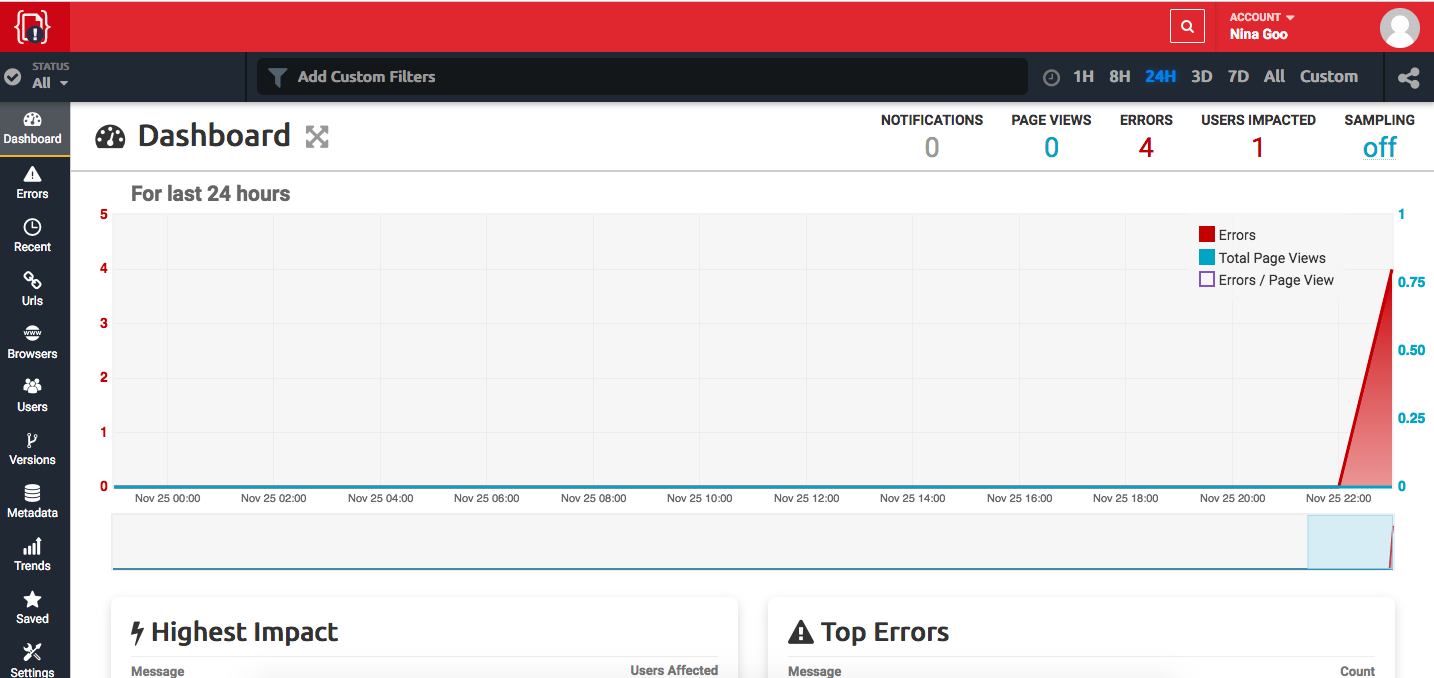 ACCOUNT
Nina Goo
STATUS
All
Add Custom Filters
1H 8H 24H 3D 7D All Custom
Dashboard
Errors
Recent
Urls
www
Browsers
Users
Versions
Metadata
Trends
Saved
Settings
Dashboard
NOTIFICATIONS PAGE VIEWS ERRORS USERS IMPACTED SAMPLING
0 0 4 1 off
For last 24 hours
5
4
3
2
1
0
Errors
Total Page Views
Errors / Page View
1
0.75
0.50
0.25
0
Nov 25 00:00 Nov 25 02:00 Nov 25 04:00 Nov 25 06:00 Nov 25 08:00 Nov 25 10:00 Nov 25 12:00 Nov 25 14:00 Nov 25 16:00 Nov 25 18:00 Nov 25 20:00 Nov 25 22:00
Highest Impact
Message Users Affected
Top Errors
Message Count